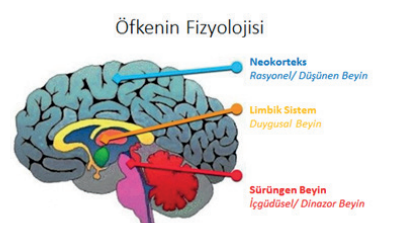 Öfkenin Fizyolojisi
Neokorteks
Rasyonel/ Düşünen Beyin
Limbik Sistem
Duygusal Beyin
Sürüngen Beyin
İçgüdüsel/ Dinazor Beyin